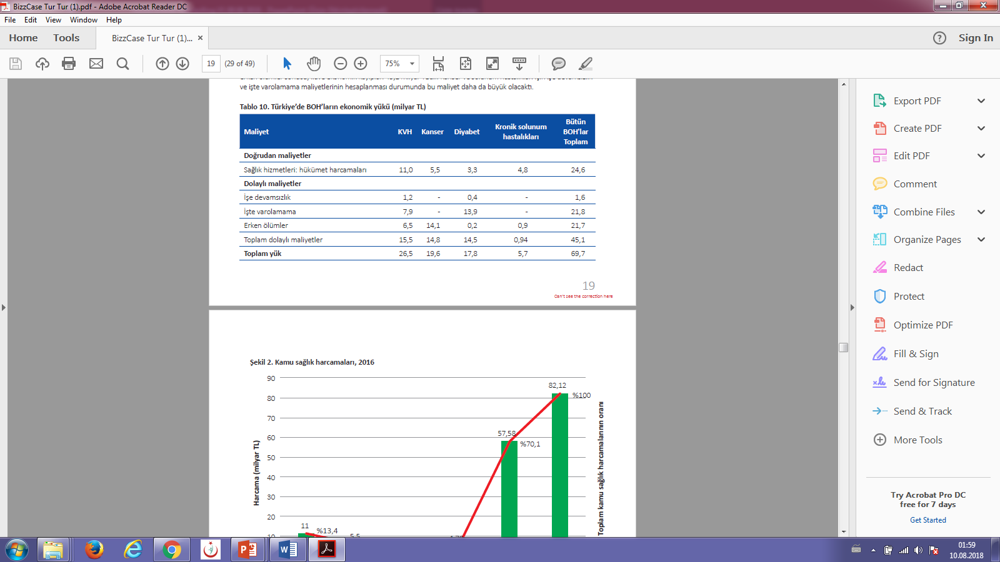 BizzCase Tur Tur (1).pdf - Adobe Acrobat Reader DC
File Edit View Window Help
Home Tools BizzCase Tur Tur (1)... × Sign In
19 (29 of 49) 75%
ve işte varolamama maliyetlerinin hesaplanması durumunda bu maliyet daha da büyük olacaktı.
Tablo 10. Türkiye’de BOH’ların ekonomik yükü (milyar TL)
Maliyet KVH Kanser Diyabet Kronik solunum hastalıkları Bütün BOH'lar Toplam
Doğrudan maliyetler
Sağlık hizmetleri: hükümet harcamaları 11,0 5,5 3,3 4,8 24,6
Dolaylı maliyetler
İşe devamsızlık 1,2 - 0,4 - 1,6
İşte varolamama 7,9 - 13,9 - 21,8
Erken ölümler 6,5 14,1 0,2 0,9 21,7
Toplam dolaylı maliyetler 15,5 14,8 14,5 0,94 45,1
Toplam yük 26,5 19,6 17,8 5,7 69,7
19
Can't see the correction here
Şekil 2. Kamu sağlık harcamaları, 2016
Harcama (milyar TL)
90
80
70
60
50
40
30
20
10
11
%13,4
5,5
57,58
%70,1
82,12
%100
Toplam kamu sağlık harcamalarının oranı
Export PDF
Create PDF
Edit PDF
Comment
Combine Files
Organize Pages
Redact
Protect
Optimize PDF
Fill & Sign
Send for Signature
Send & Track
More Tools
Try Acrobat Pro DC
free for 7 days
Get Started
01:59
10.08.2018